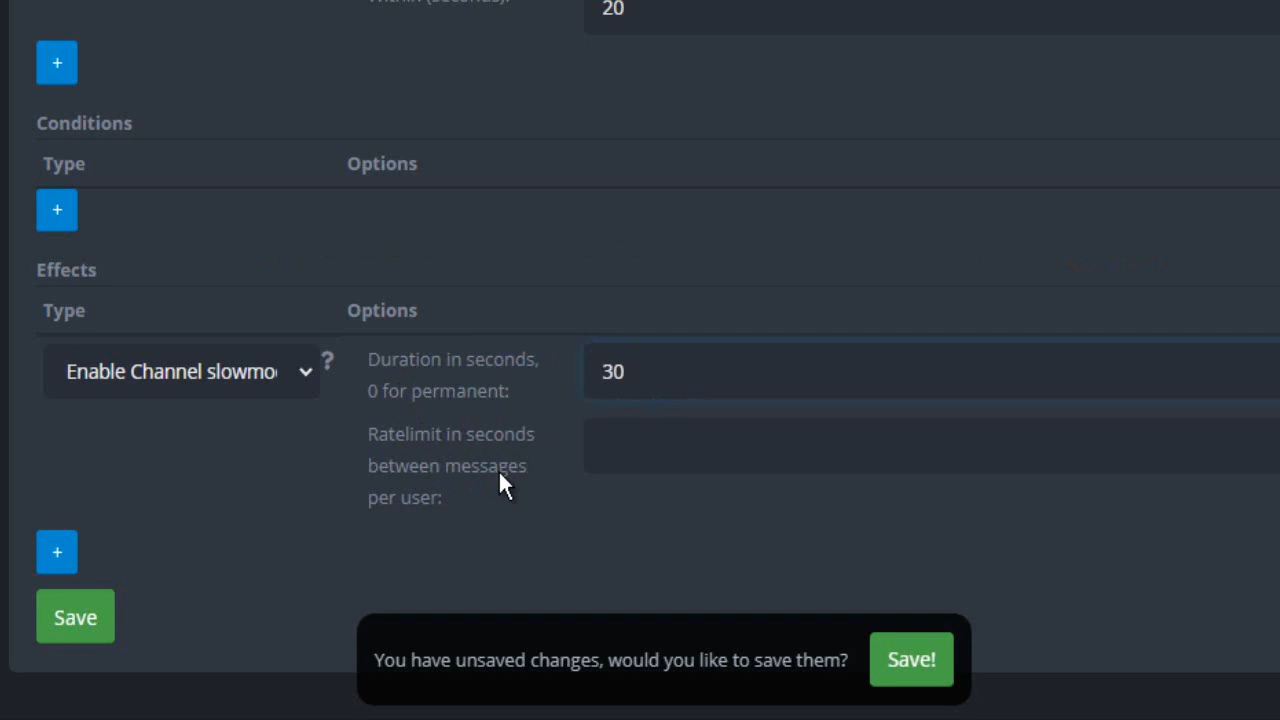 20
+
Conditions
Type Options
+
Effects
Type Options
Enable Channel slowmo ? Duration in seconds, 30
0 for permanent:
Ratelimit in seconds
between messages
per user:
+
Save
You have unsaved changes, would you like to save them? Save!